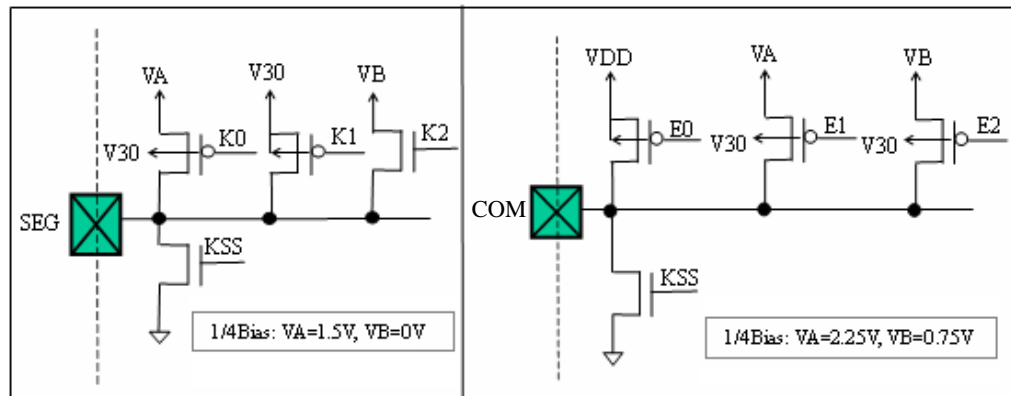 VA
V30
VB
K0
K1
K2
V30
SEG
KSS
1/4Bias: VA=1.5V, VB=0V
VDD
VA
VB
E0
E1
E2
V30
V30
COM
KSS
1/4Bias: VA=2.25V, VB=0.75V